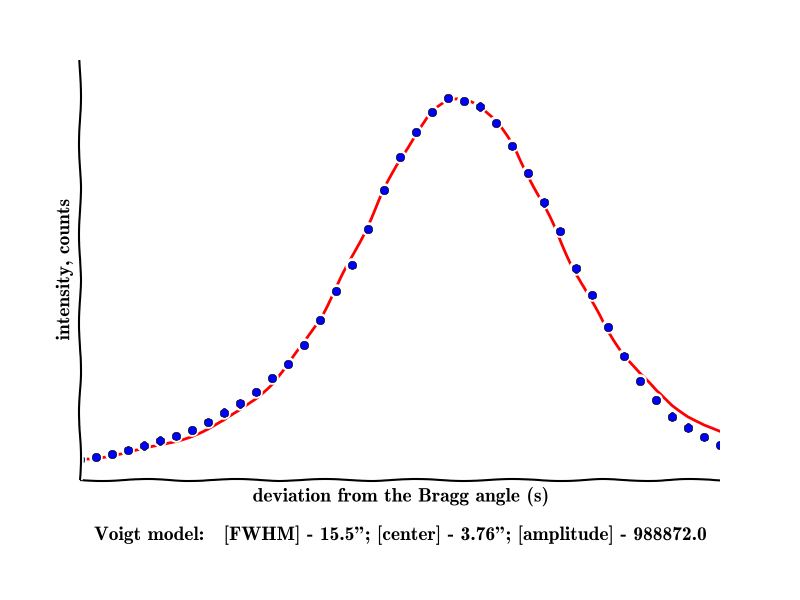 intensity, counts
deviation from the Bragg angle (s)
Voigt model: [FWHM] - 15.5”; [center] - 3.76”; [amplitude] - 988872.0